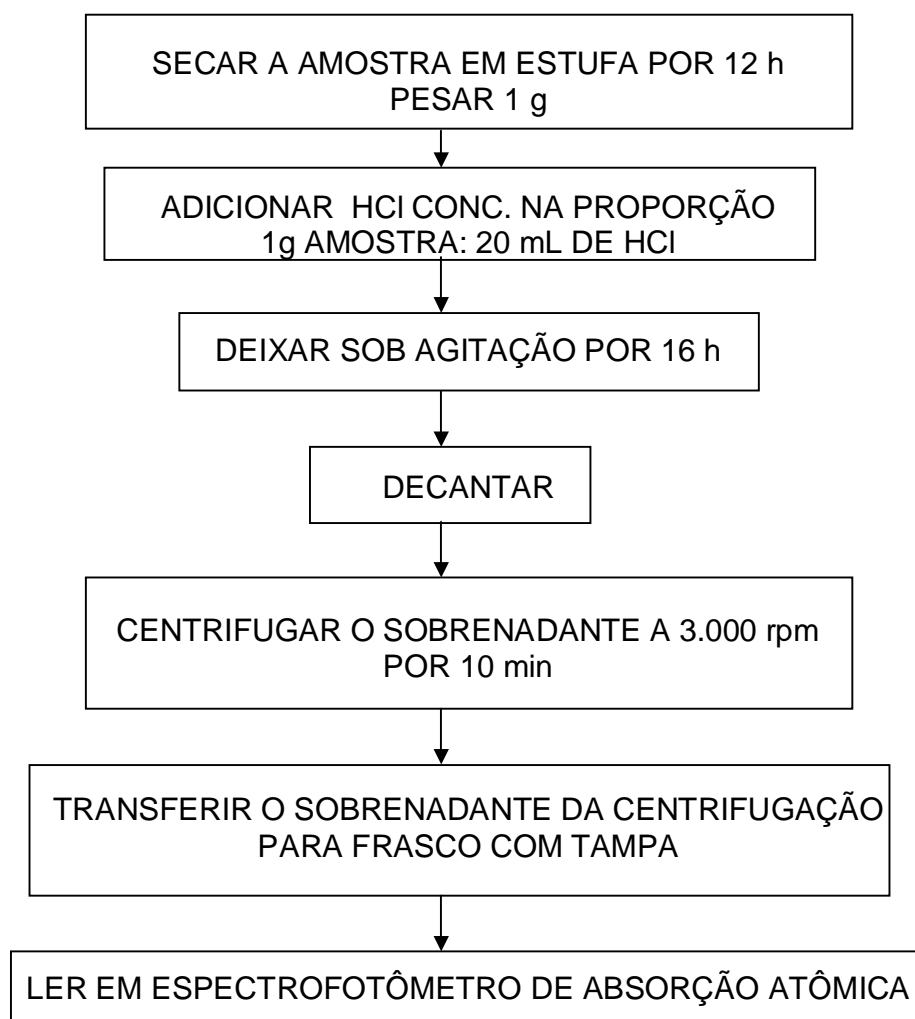 SECAR A AMOSTRA EM ESTUFA POR 12 h
PESAR 1 g
ADICIONAR HCl CONC. NA PROPORÇÃO
1g AMOSTRA: 20 mL DE HCl
DEIXAR SOB AGITAÇÃO POR 16 h
DECANTAR
CENTRIFUGAR O SOBRENADANTE A 3.000 rpm
POR 10 min
TRANSFERIR O SOBRENADANTE DA CENTRIFUGAÇÃO
PARA FRASCO COM TAMPA
LER EM ESPECTROFOTÔMETRO DE ABSORÇÃO ATÔMICA